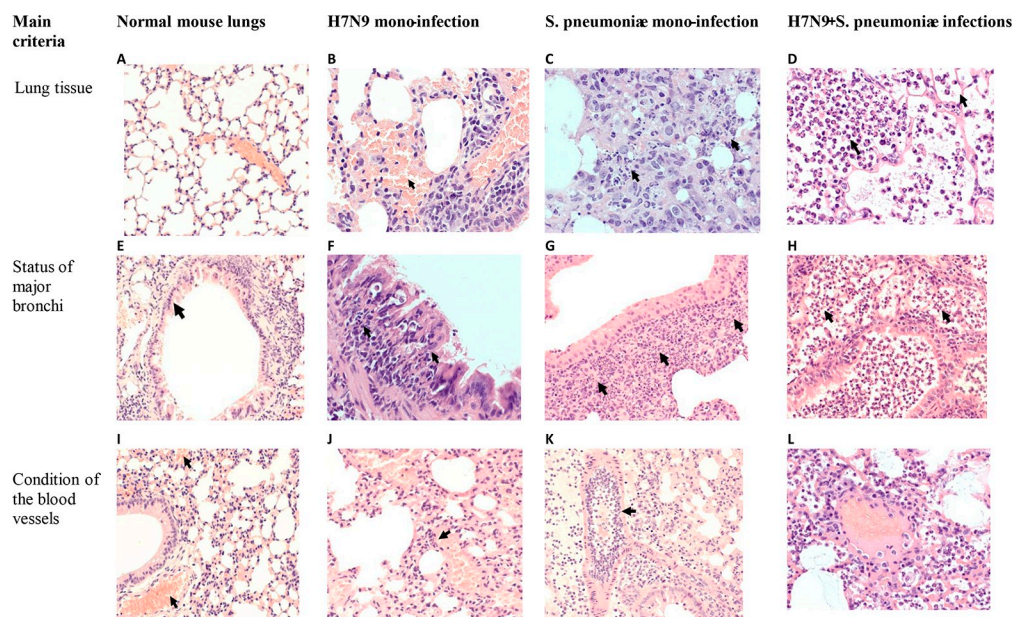 Main criteria
Normal mouse lungs
H7N9 mono-infection
S. pneumoniæ mono-infection
H7N9+S. pneumoniæ infections
A
B
C
D
Lung tissue
E
F
G
H
Status of
major
bronchi
I
J
K
L
Condition of
the blood
vessels